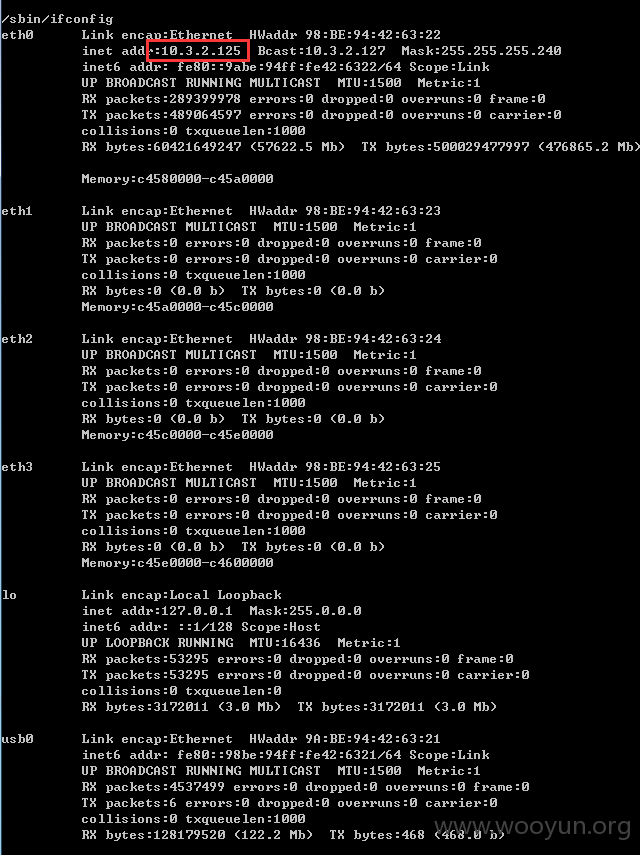 /sbin/ifconfig
eth0      Link encap:Ethernet  HWaddr 98:BE:94:42:63:22
          inet addr:10.3.2.125  Bcast:10.3.2.127  Mask:255.255.255.240
          inet6 addr: fe80::9abe:94ff:fe42:6322/64 Scope:Link
          UP BROADCAST RUNNING MULTICAST  MTU:1500  Metric:1
          RX packets:289399978 errors:0 dropped:0 overruns:0 frame:0
          TX packets:489064597 errors:0 dropped:0 overruns:0 carrier:0
          collisions:0 txqueuelen:1000
          RX bytes:60421649247 (57622.5 Mb)  TX bytes:500029477997 (476865.2 Mb)
          Memory:c4580000-c45a0000
eth1      Link encap:Ethernet  HWaddr 98:BE:94:42:63:23
          UP BROADCAST MULTICAST  MTU:1500  Metric:1
          RX packets:0 errors:0 dropped:0 overruns:0 frame:0
          TX packets:0 errors:0 dropped:0 overruns:0 carrier:0
          collisions:0 txqueuelen:1000
          RX bytes:0 (0.0 b)  TX bytes:0 (0.0 b)
          Memory:c45a0000-c45c0000
eth2      Link encap:Ethernet  HWaddr 98:BE:94:42:63:24
          UP BROADCAST MULTICAST  MTU:1500  Metric:1
          RX packets:0 errors:0 dropped:0 overruns:0 frame:0
          TX packets:0 errors:0 dropped:0 overruns:0 carrier:0
          collisions:0 txqueuelen:1000
          RX bytes:0 (0.0 b)  TX bytes:0 (0.0 b)
          Memory:c45c0000-c45e0000
eth3      Link encap:Ethernet  HWaddr 98:BE:94:42:63:25
          UP BROADCAST MULTICAST  MTU:1500  Metric:1
          RX packets:0 errors:0 dropped:0 overruns:0 frame:0
          TX packets:0 errors:0 dropped:0 overruns:0 carrier:0
          collisions:0 txqueuelen:1000
          RX bytes:0 (0.0 b)  TX bytes:0 (0.0 b)
          Memory:c45e0000-c4600000
lo        Link encap:Local Loopback
          inet addr:127.0.0.1  Mask:255.0.0.0
          inet6 addr: ::1/128 Scope:Host
          UP LOOPBACK RUNNING  MTU:16436  Metric:1
          RX packets:53295 errors:0 dropped:0 overruns:0 frame:0
          TX packets:53295 errors:0 dropped:0 overruns:0 carrier:0
          collisions:0 txqueuelen:0
          RX bytes:3172011 (3.0 Mb)  TX bytes:3172011 (3.0 Mb)
usb0      Link encap:Ethernet  HWaddr 9A:BE:94:42:63:21
          inet6 addr: fe80::98be:94ff:fe42:6321/64 Scope:Link
          UP BROADCAST RUNNING MULTICAST  MTU:1500  Metric:1
          RX packets:4537499 errors:0 dropped:0 overruns:0 frame:0
          TX packets:6 errors:0 dropped:0 overruns:0 carrier:0
          collisions:0 txqueuelen:1000
          RX bytes:128179520 (122.2 Mb)  TX bytes:468 (468.0 b)
www.wooyun.org